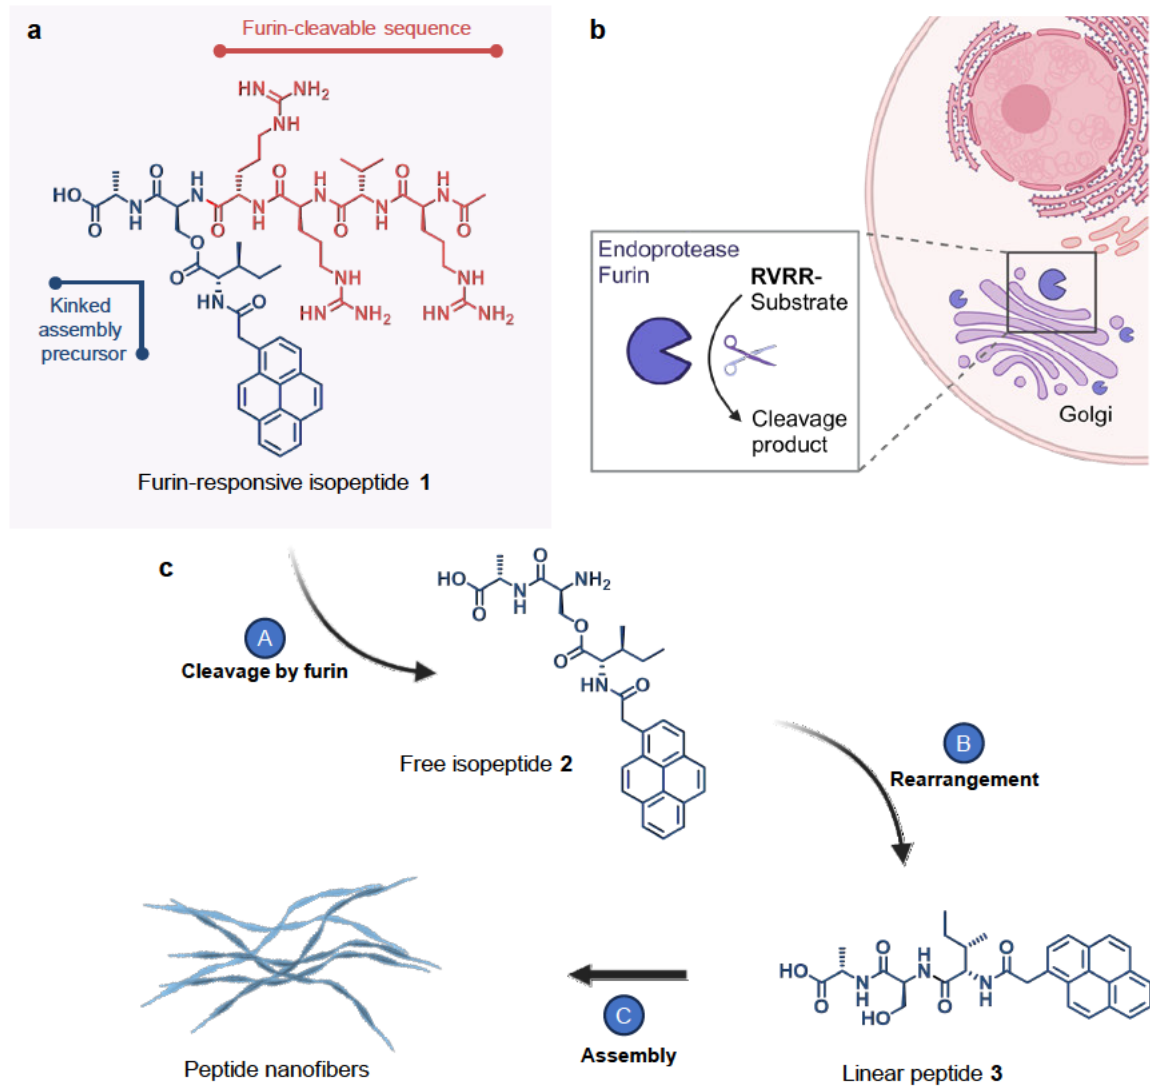 a
Furin-cleavable sequence
HN
NH2
NH
HO
O
O
N
H
H
N
O
N
H
O
H
N
O
N
H
O
H
N
O
O
O
HN
O
NH
HN
NH2
NH
HN
NH2
Kinked
assembly
precursor
Furin-responsive isopeptide 1
b
Endoprotease
Furin
RVRR-
Substrate
Cleavage
product
Golgi
c
A
Cleavage by furin
HO
O
O
N
H
NH2
O
O
HN
O
Free isopeptide 2
B
Rearrangement
Peptide nanofibers
C
Assembly
HO
O
O
N
H
H
N
HO
O
O
N
H
Linear peptide 3